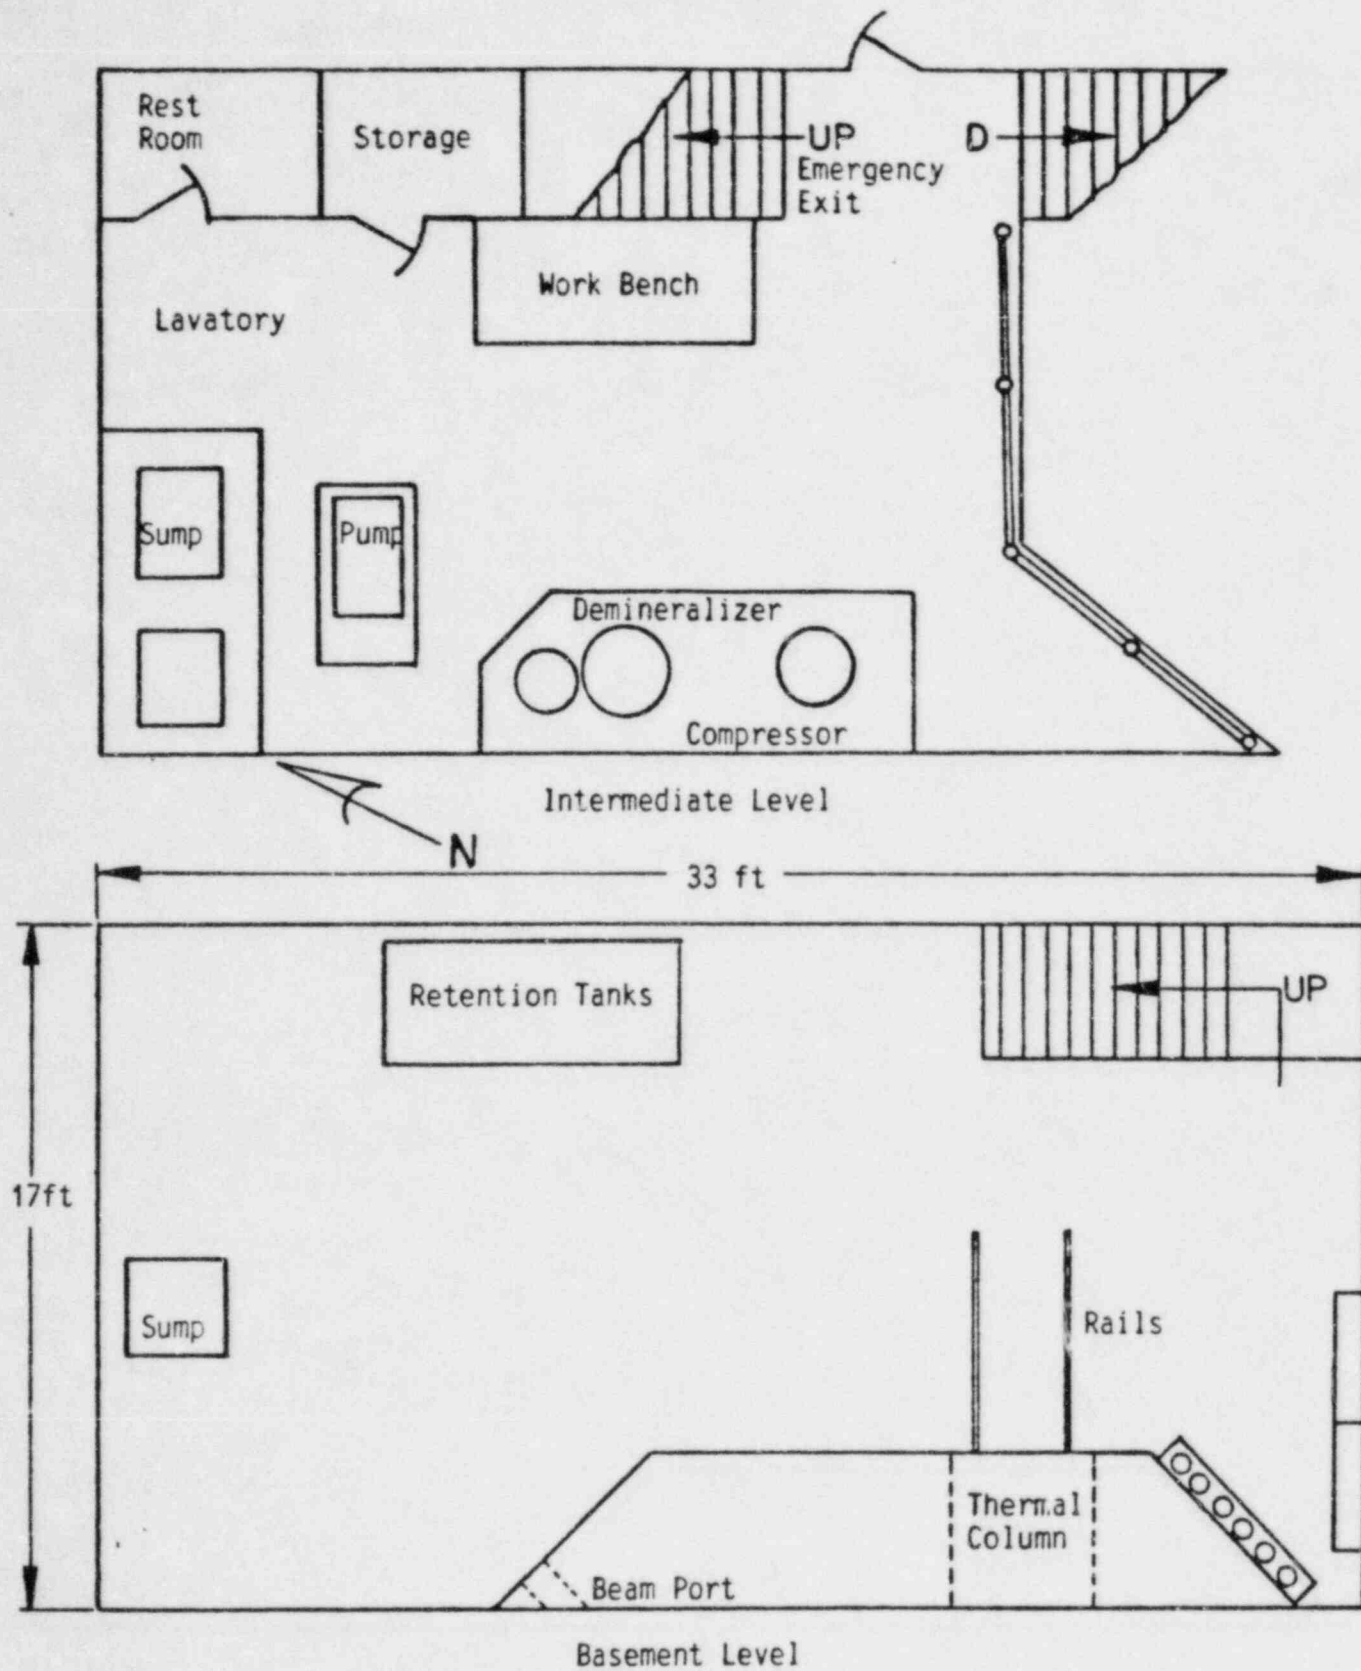 Rest
Room
Storage
UP
D
Emergency
Exit
Work Bench
Lavatory
Sump
Pump
Demineralizer
Compressor
Intermediate Level
N
33 ft
Retention Tanks
UP
17ft
Sump
Rails
Thermal
Column
Beam Port
Basement Level